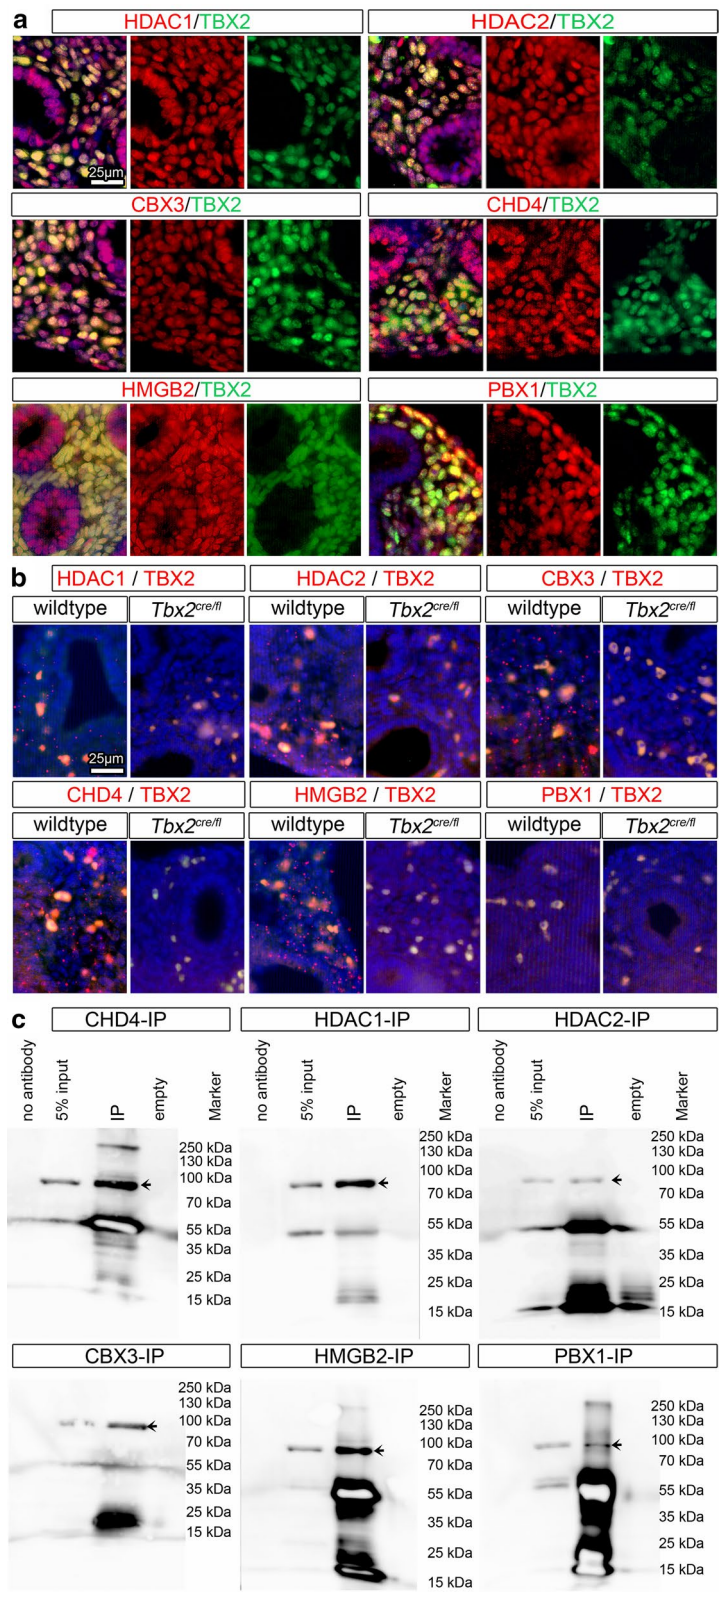 a
HDAC1/TBX2
HDAC2/TBX2
25µm
CBX3/TBX2
CHD4/TBX2
HMGB2/TBX2
PBX1/TBX2
b
HDAC1 / TBX2
HDAC2 / TBX2
CBX3 / TBX2
wildtype
Tbx2cre/fl
wildtype
Tbx2cre/fl
wildtype
Tbx2cre/fl
25µm
CHD4 / TBX2
HMGB2 / TBX2
PBX1 / TBX2
wildtype
Tbx2cre/fl
wildtype
Tbx2cre/fl
wildtype
Tbx2cre/fl
c
CHD4-IP
no antibody
5% input
IP
empty
Marker
250 kDa
130 kDa
100 kDa
70 kDa
55 kDa
35 kDa
25 kDa
15 kDa
HDAC1-IP
no antibody
5% input
IP
empty
Marker
250 kDa
130 kDa
100 kDa
70 kDa
55 kDa
35 kDa
25 kDa
15 kDa
HDAC2-IP
no antibody
5% input
IP
empty
Marker
250 kDa
130 kDa
100 kDa
70 kDa
55 kDa
35 kDa
25 kDa
15 kDa
CBX3-IP
250 kDa
130 kDa
100 kDa
70 kDa
55 kDa
35 kDa
25 kDa
15 kDa
HMGB2-IP
250 kDa
130 kDa
100 kDa
70 kDa
55 kDa
35 kDa
25 kDa
15 kDa
PBX1-IP
250 kDa
130 kDa
100 kDa
70 kDa
55 kDa
35 kDa
25 kDa
15 kDa